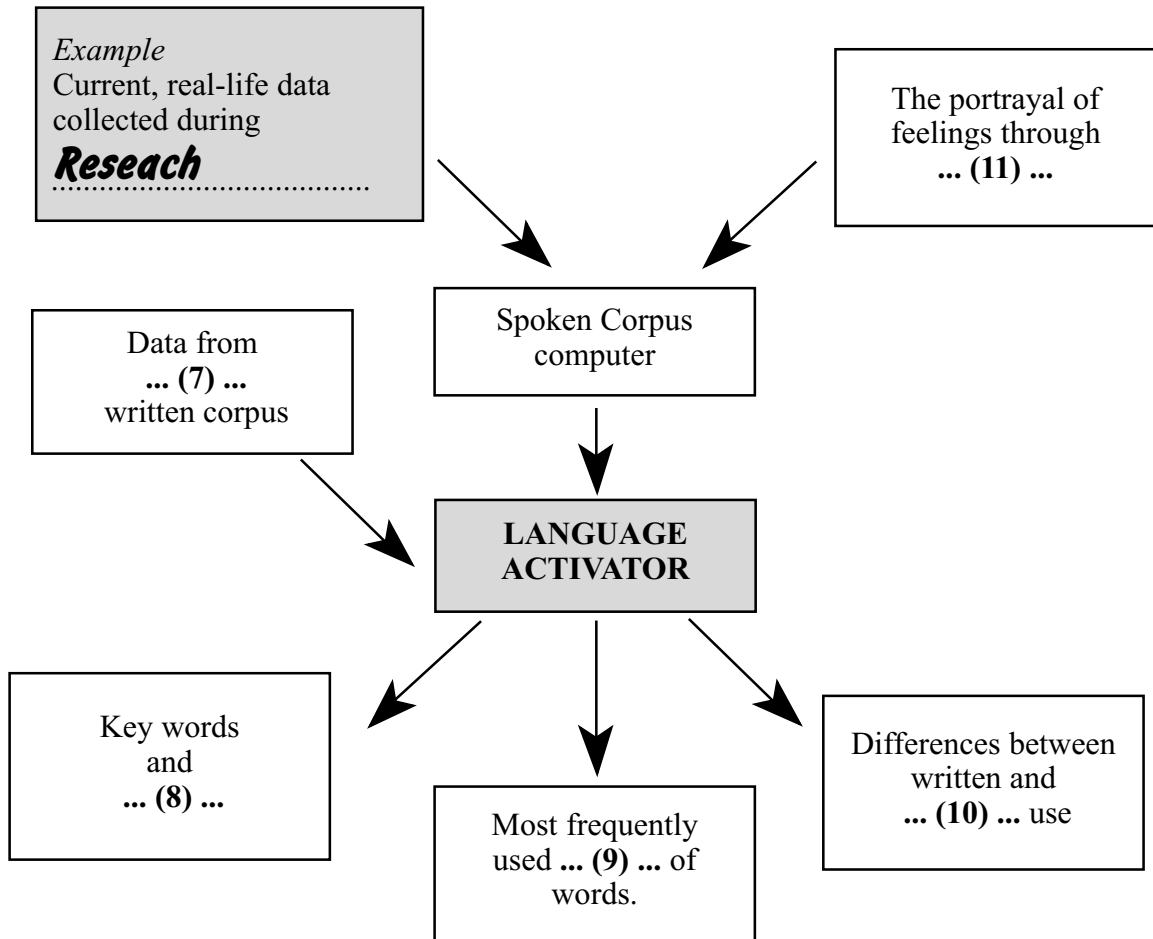 Example
Current, real-life data
collected during
Reseach
....................................
The portrayal of
feelings through
... (11) ...
Spoken Corpus
computer
Data from
... (7) ...
written corpus
LANGUAGE
ACTIVATOR
Key words
and
... (8) ...
Most frequently
used ... (9) ... of
words.
Differences between
written and
... (10) ... use